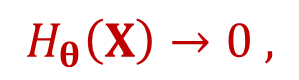 H_𝛉(𝐗) → 0 ,